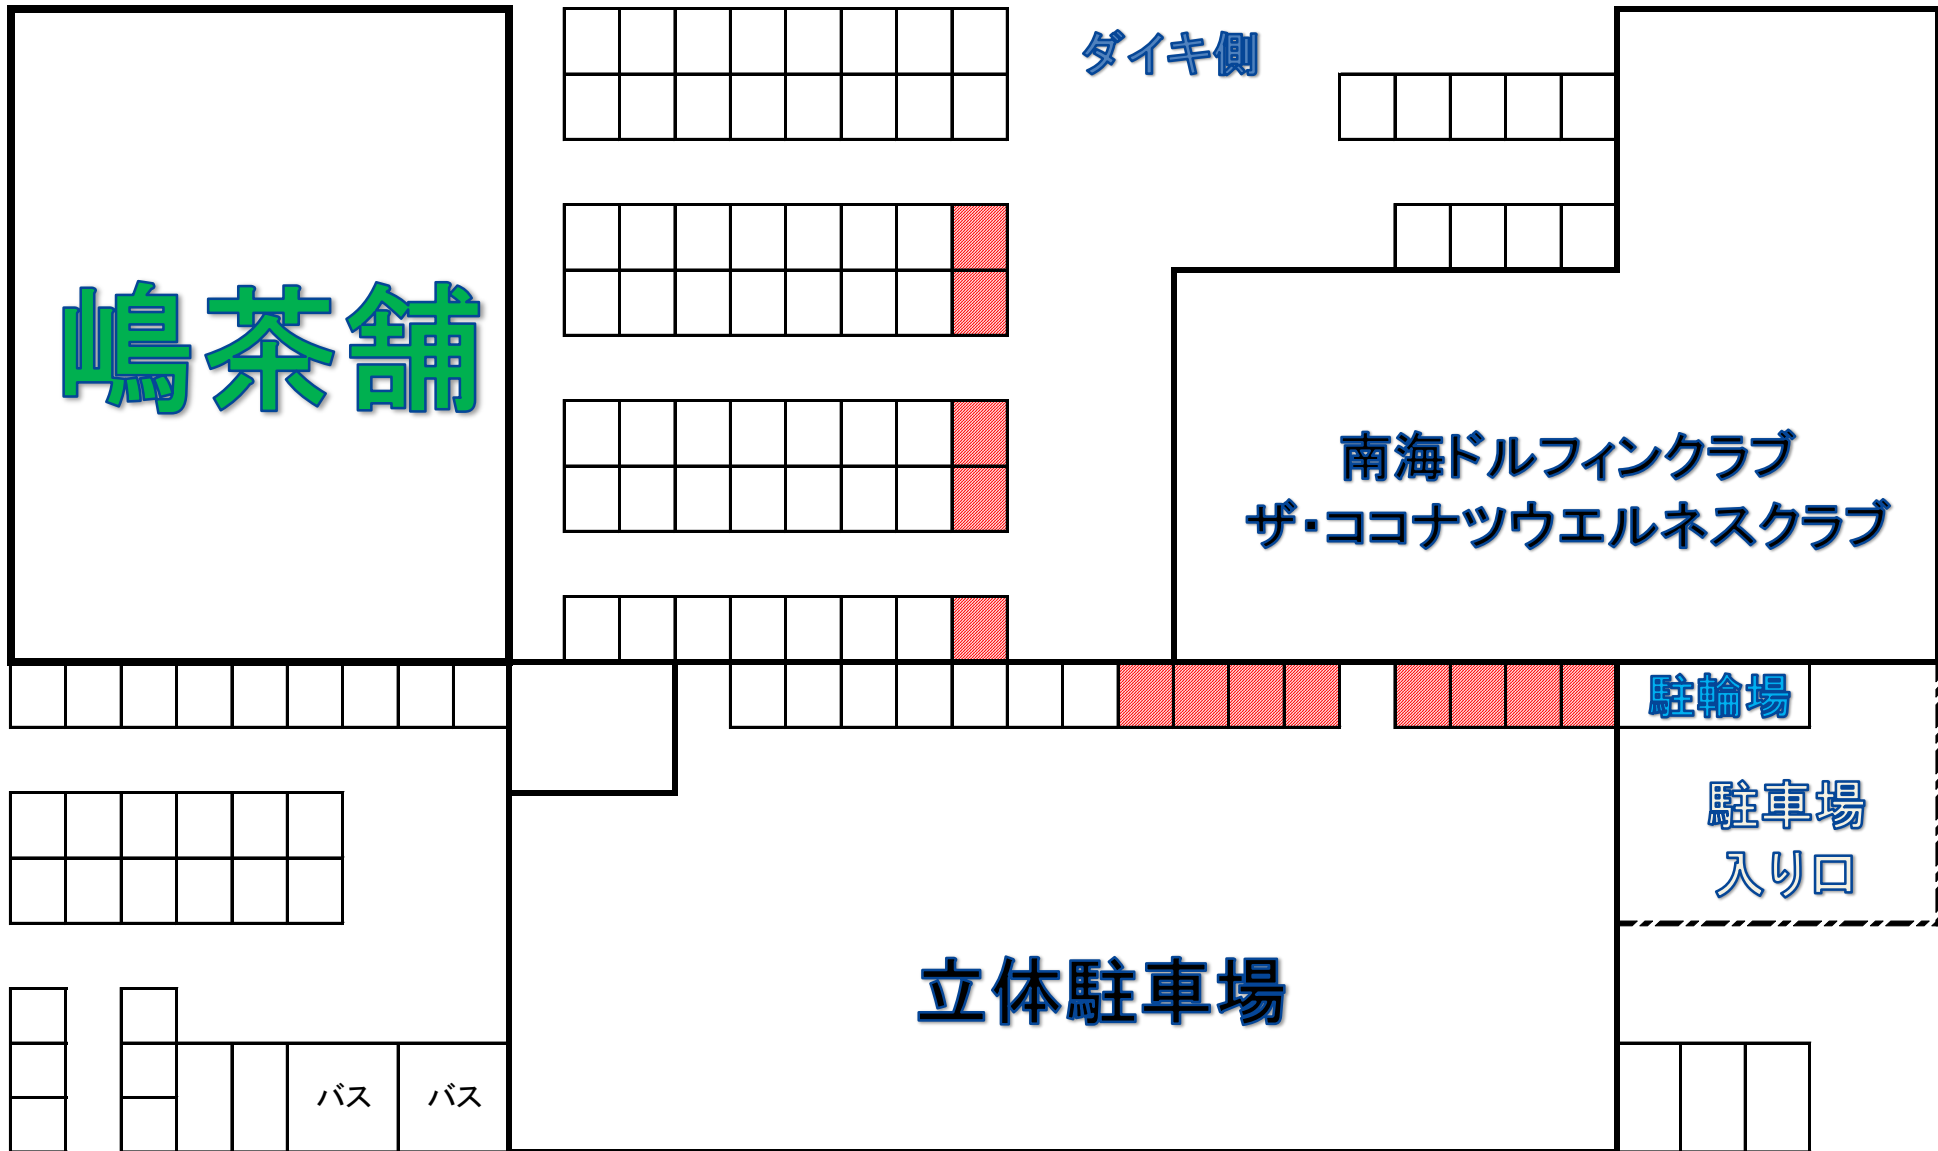 ダイキ側
嶋茶舗
南海ドルフィンクラブ
ザ・ココナツウエルネスクラブ
駐輪場
駐車場
入り口
立体駐車場
バス
バス